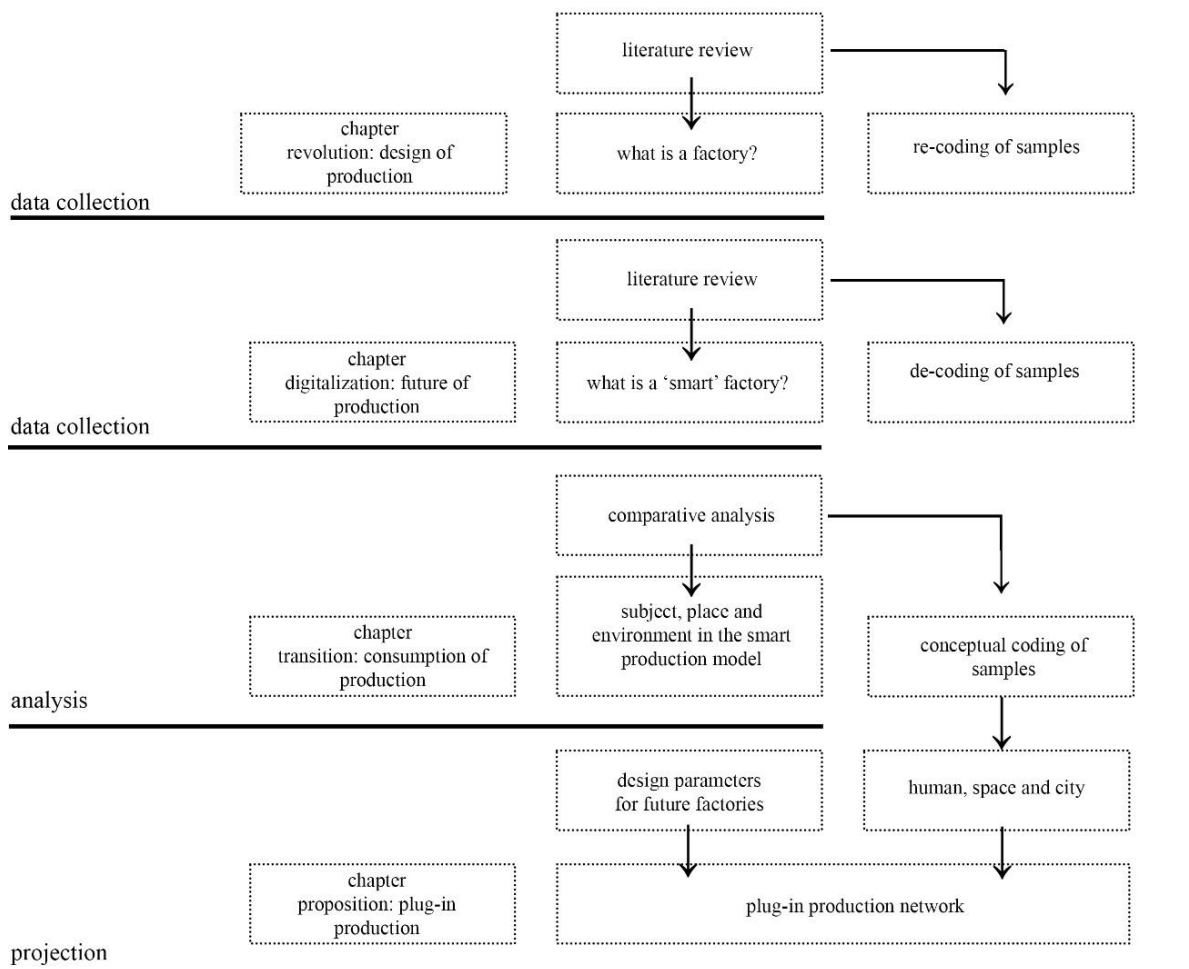 literature review
chapter
revolution: design of
production
what is a factory?
re-coding of samples
data collection
literature review
chapter
digitalization: future of
production
what is a ‘smart’ factory?
de-coding of samples
data collection
comparative analysis
chapter
transition: consumption of
production
subject, place and
environment in the smart
production model
conceptual coding of
samples
analysis
design parameters
for future factories
human, space and city
chapter
proposition: plug-in
production
plug-in production network
projection